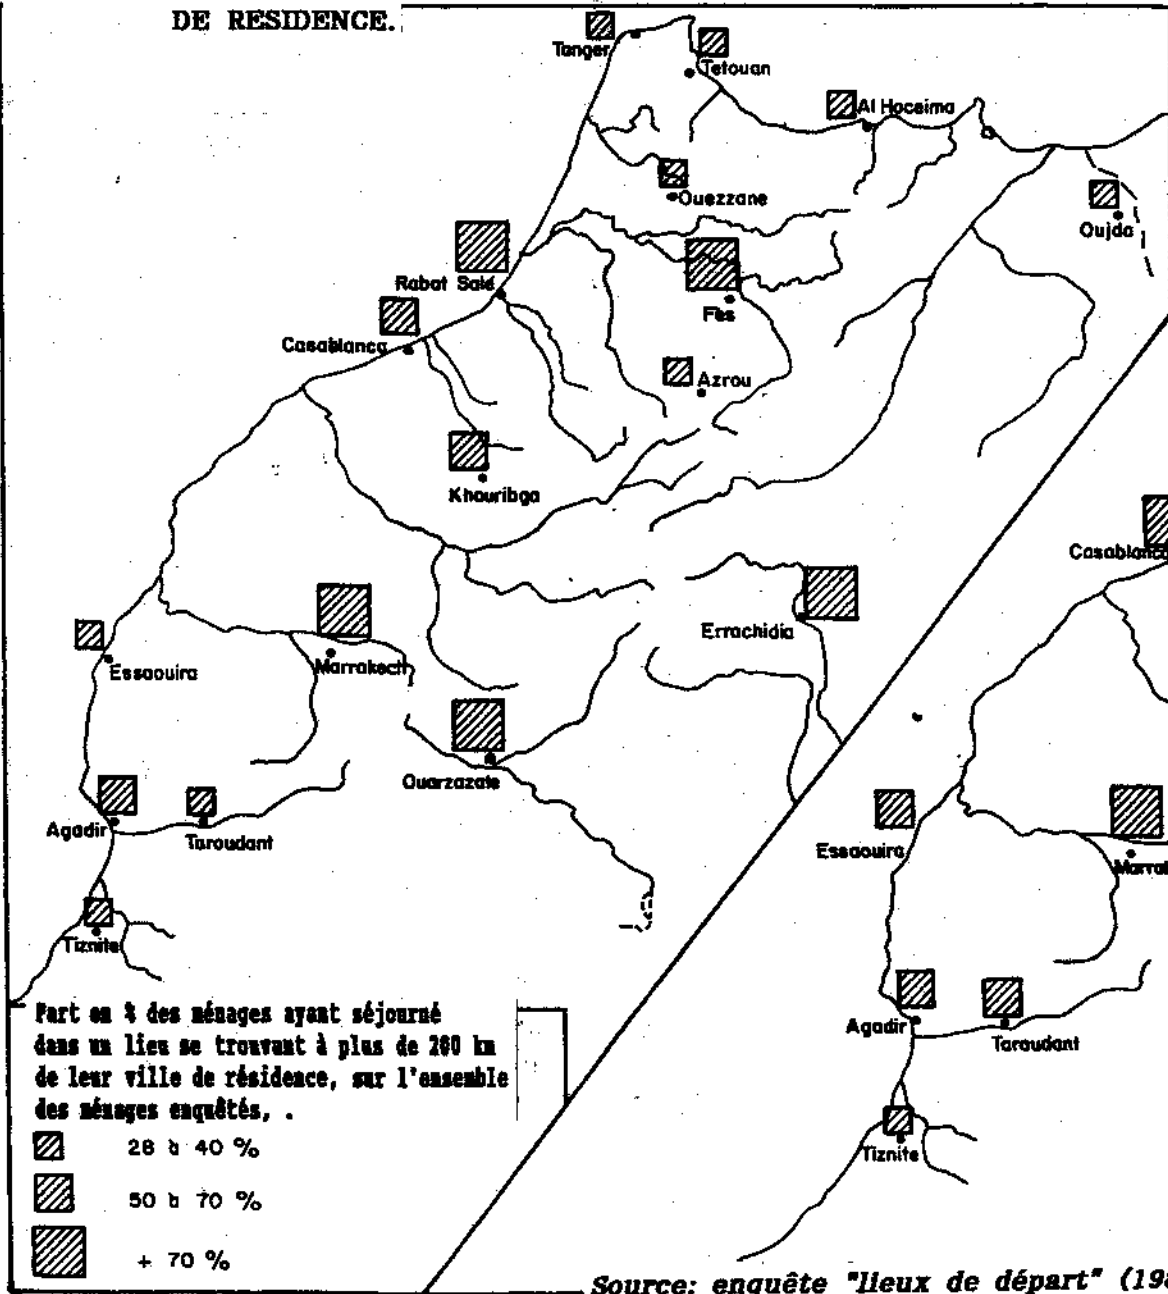 DE RESIDENCE.
Tanger
Tetouan
Al Hoceima
Ouezzane
Oujda
Rabat Salé
Fès
Casablanca
Azrou
Khouribga
Errachidia
Essaouira
Marrakech
Ouarzazate
Agadir
Taroudant
Tiznite
Casablanca
Essaouira
Marrak
Agadir
Taroudant
Tiznite
Part en % des ménages ayant séjourné
dans un lieu se trouvant à plus de 200 km
de leur ville de résidence, sur l'ensemble
des ménages enquêtés, .
28 à 40 %
50 à 70 %
+ 70 %
Source: enquête "lieux de départ" (198